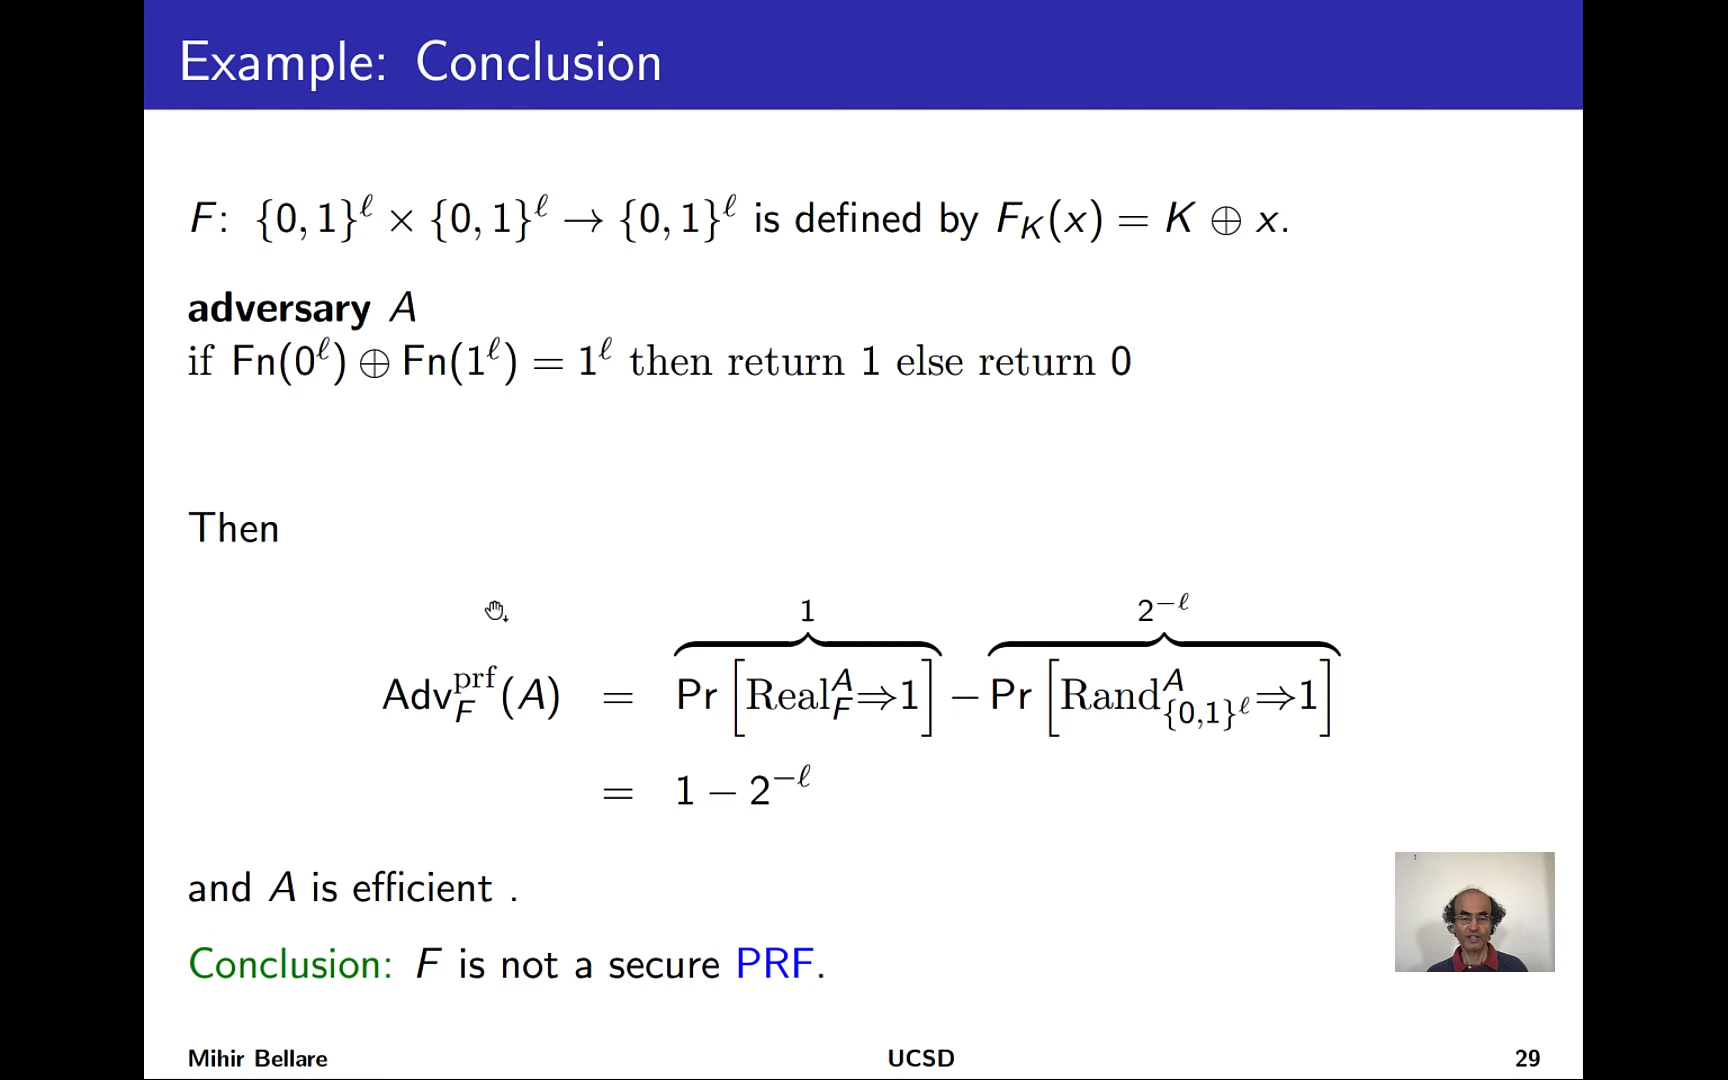 Example: Conclusion
F: {0, 1}^ℓ × {0, 1}^ℓ → {0, 1}^ℓ is defined by F_K(x) = K ⊕ x.
adversary A
if Fn(0^ℓ) ⊕ Fn(1^ℓ) = 1^ℓ then return 1 else return 0
Then
1 2^{−ℓ}
Adv_F^{prf}(A) = Pr[Real_F^A⇒1] − Pr[Rand_{{0,1}^ℓ}^A⇒1]
= 1 − 2^{−ℓ}
and A is efficient .
Conclusion: F is not a secure PRF.
Mihir Bellare UCSD 29